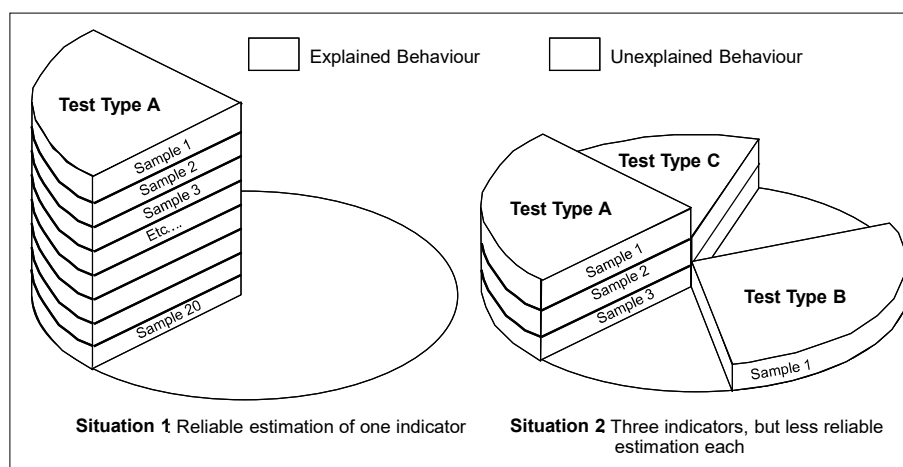 Explained Behaviour
Unexplained Behaviour
Test Type A
Sample 1
Sample 2
Sample 3
Etc....
Sample 20
Situation 1: Reliable estimation of one indicator
Test Type C
Test Type A
Sample 1
Sample 2
Sample 3
Test Type B
Sample 1
Situation 2 Three indicators, but less reliable
estimation each